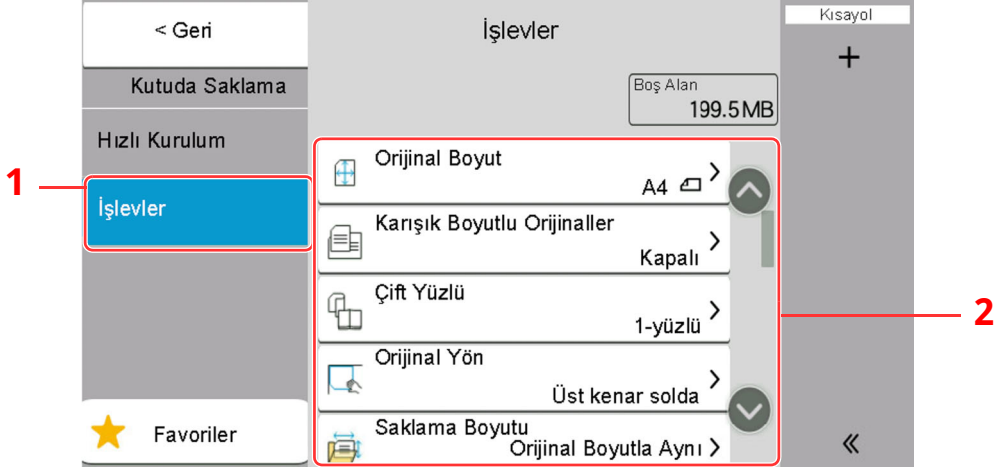 < Geri
İşlevler
Kısayol
+
Kutuda Saklama
Boş Alan
199.5MB
Hızlı Kurulum
1
İşlevler
Orijinal Boyut
A4
Karışık Boyutlu Orijinaller
Kapalı
Çift Yüzlü
1-yüzlü
2
Orijinal Yön
Üst kenar solda
Saklama Boyutu
Orijinal Boyutla Aynı
Favoriler